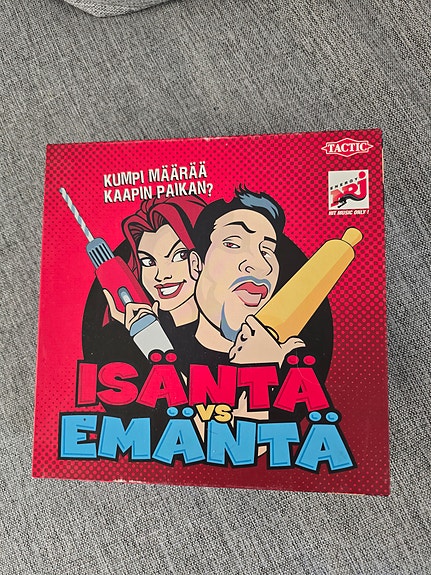 TACTIC
KUMPI MÄÄRÄÄ
KAAPIN PAIKAN?
ENERGY
NRJ
HIT MUSIC ONLY!
ISÄNTÄ
VS
EMÄNTÄ